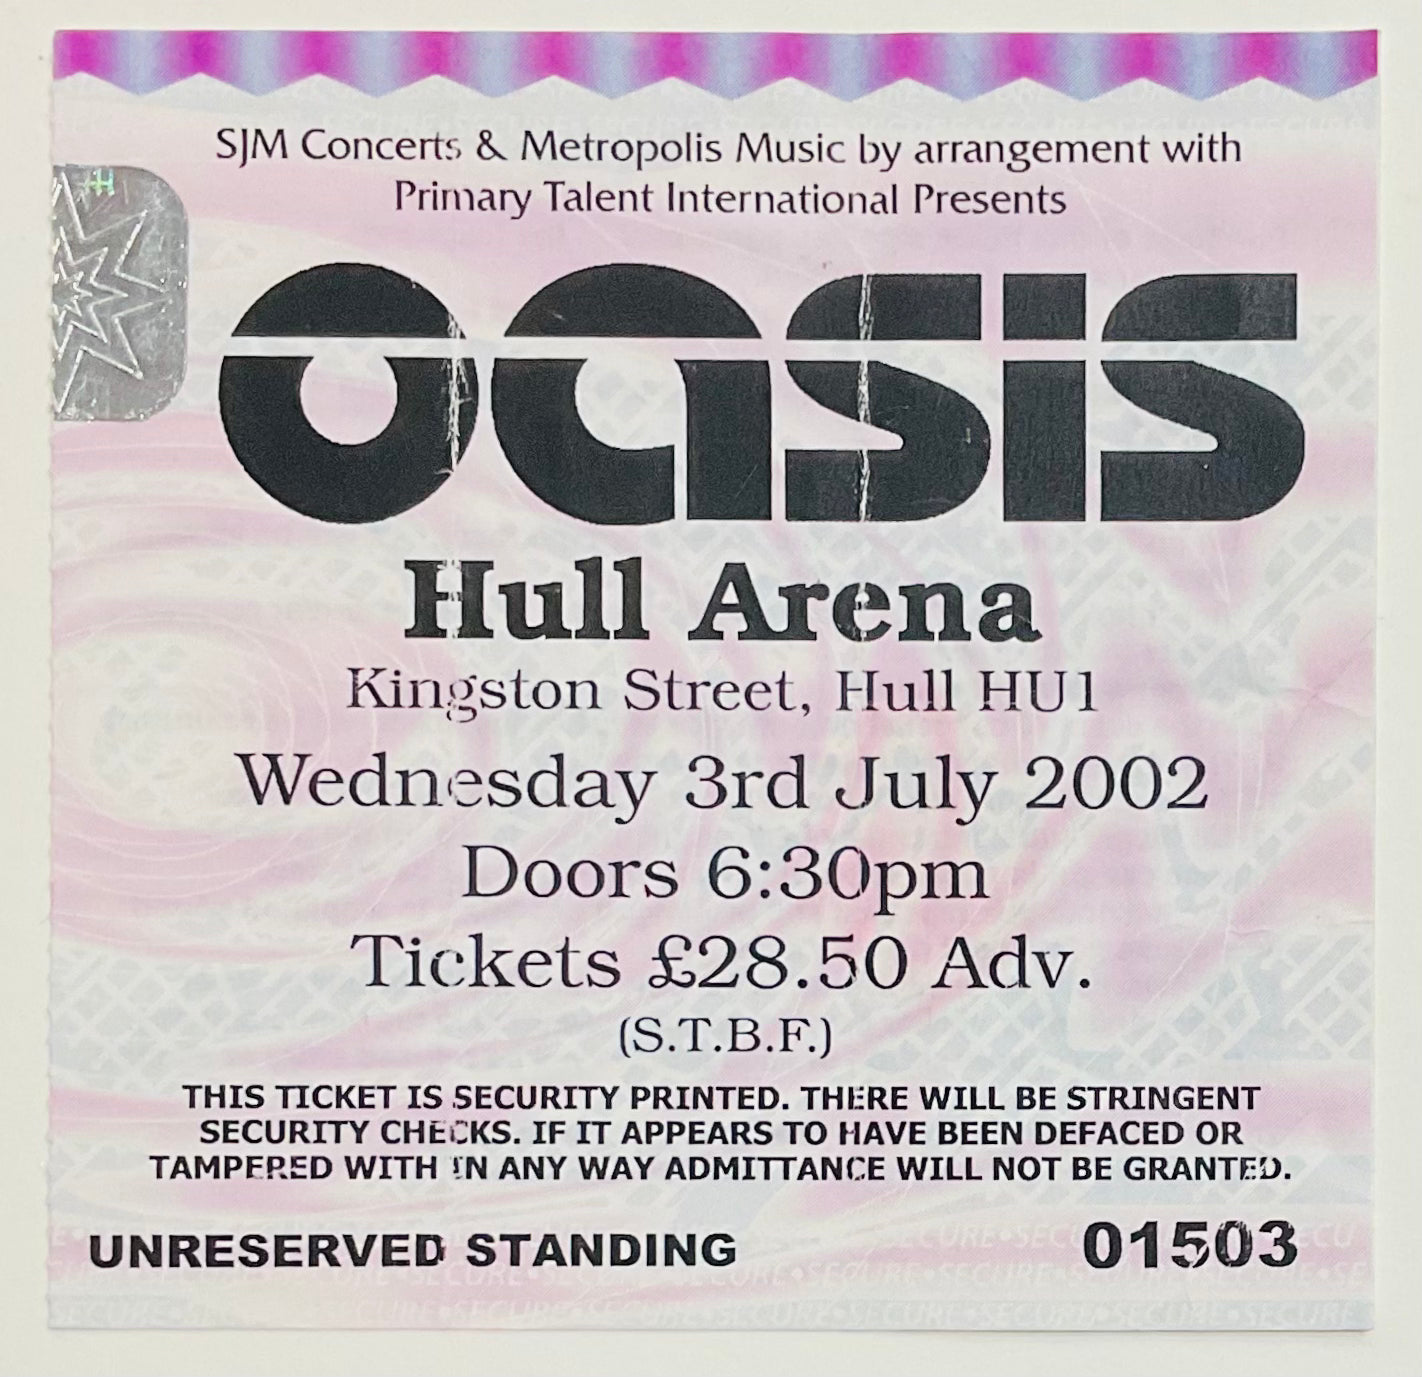 SJM Concerts & Metropolis Music by arrangement with
Primary Talent International Presents
oasis
Hull Arena
Kingston Street, Hull HU1
Wednesday 3rd July 2002
Doors 6:30pm
Tickets £28.50 Adv.
(S.T.B.F.)
THIS TICKET IS SECURITY PRINTED. THERE WILL BE STRINGENT
SECURITY CHECKS. IF IT APPEARS TO HAVE BEEN DEFACED OR
TAMPERED WITH IN ANY WAY ADMITTANCE WILL NOT BE GRANTED.
UNRESERVED STANDING 01503